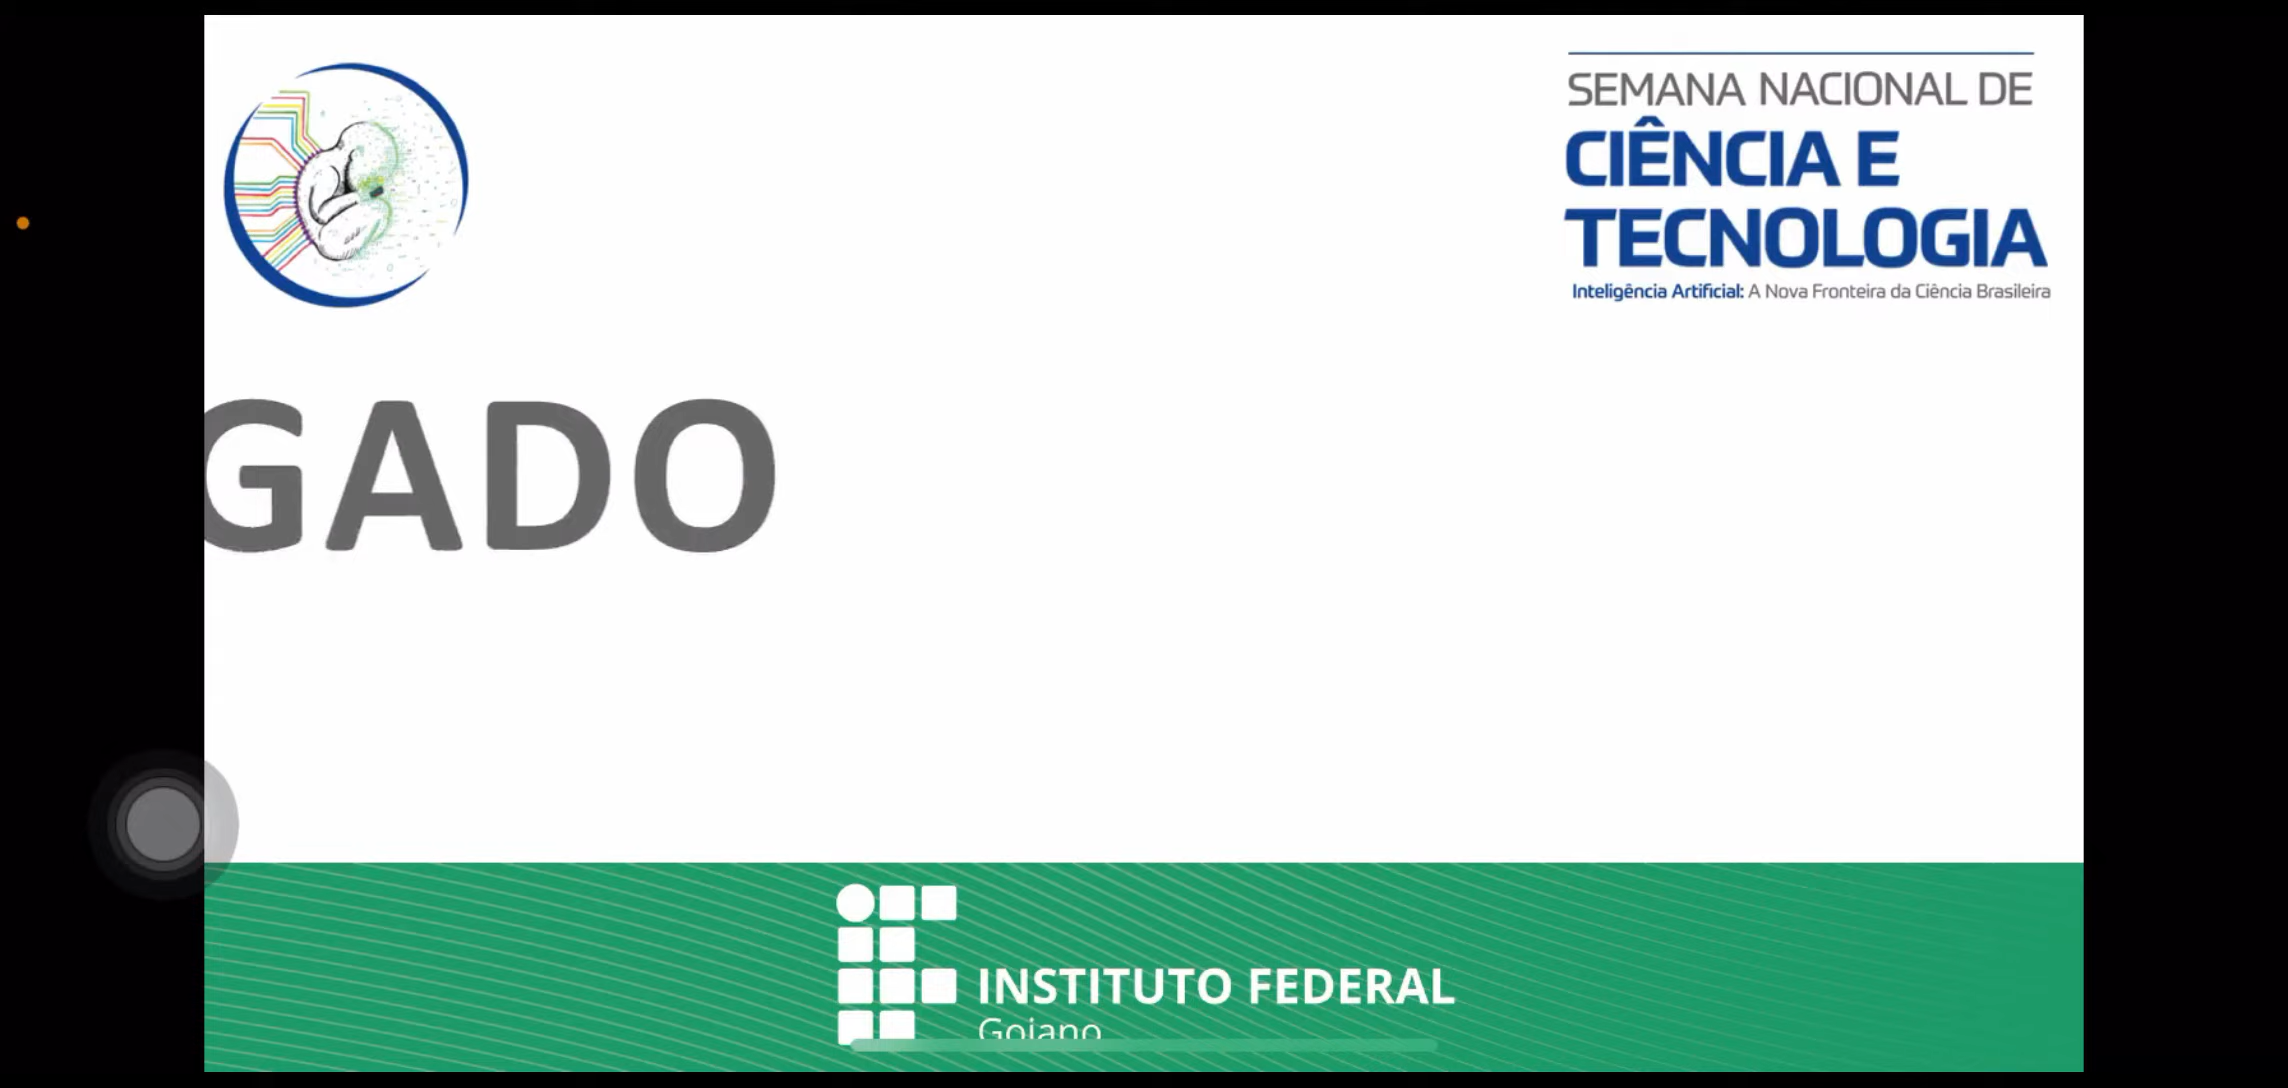 SEMANA NACIONAL DE
CIÊNCIA E
TECNOLOGIA
Inteligência Artificial: A Nova Fronteira da Ciência Brasileira
GADO
INSTITUTO FEDERAL
Goiano